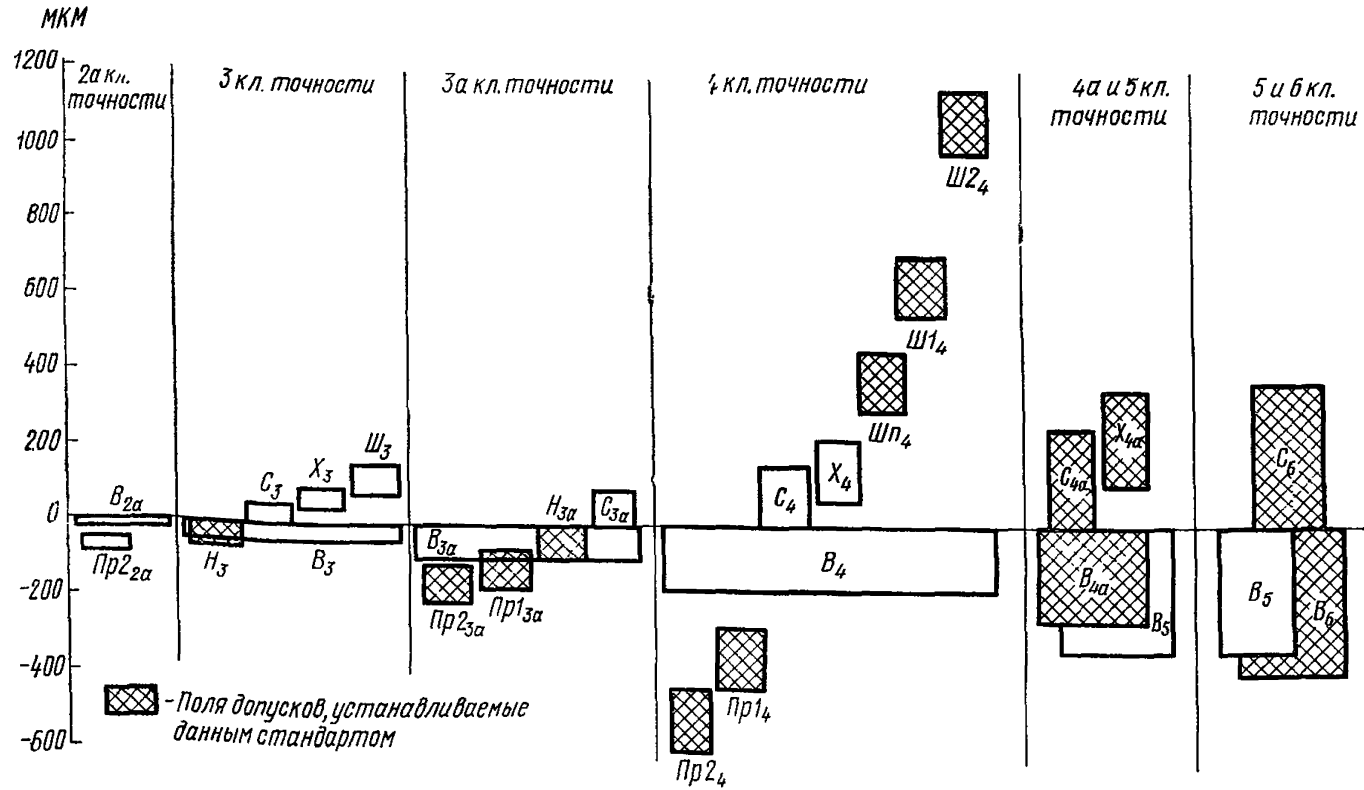 МКМ
1200
1000
800
600
400
200
0
-200
-400
-600
2а кл.
точности
В2а
Пр22а
3 кл. точности
Н3
С3
Х3
Ш3
В3
3а кл. точности
В3а
Н3а
С3а
Пр23а
Пр13а
4 кл. точности
Ш24
Ш14
Шп4
Х4
С4
В4
Пр14
Пр24
4а и 5 кл.
точности
С4а
Х4а
В4а
В5
5 и 6 кл.
точности
С6
В5
В6
-Поля допусков, устанавливаемые
данным стандартом